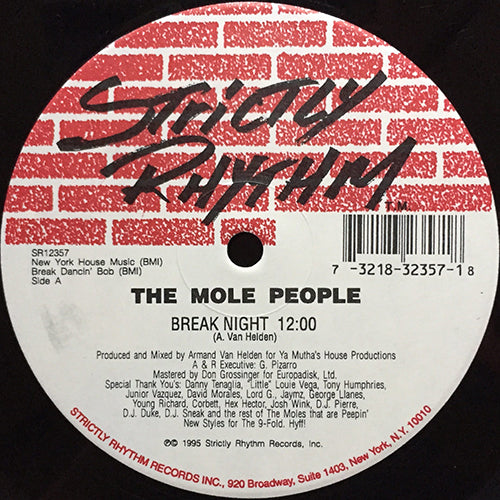 STRICTLY
RHYTHM
T.M.
SR12357
New York House Music (BMI)
Break Dancin' Bob (BMI)
Side A
7 -3218-32357-1 8
THE MOLE PEOPLE
BREAK NIGHT 12:00
(A. Van Helden)
Produced and Mixed by Armand Van Helden for Ya Mutha's House Productions
A & R Executive: G. Pizarro
Mastered by Don Grossinger for Europadisk, Ltd.
Special Thank You's: Danny Tenaglia, "Little" Louie Vega, Tony Humphries,
Junior Vazquez, David Morales, Lord G., Jaymz, George Llanes,
Young Richard, Corbett, Hex Hector, Josh Wink, D.J. Pierre,
D.J. Duke, D.J. Sneak and the rest of The Moles that are Peepin'
New Styles for The 9-Fold. Hyff!
℗© 1995 Strictly Rhythm Records, Inc.
STRICTLY RHYTHM RECORDS INC., 920 Broadway, Suite 1403, New York, N.Y. 10010